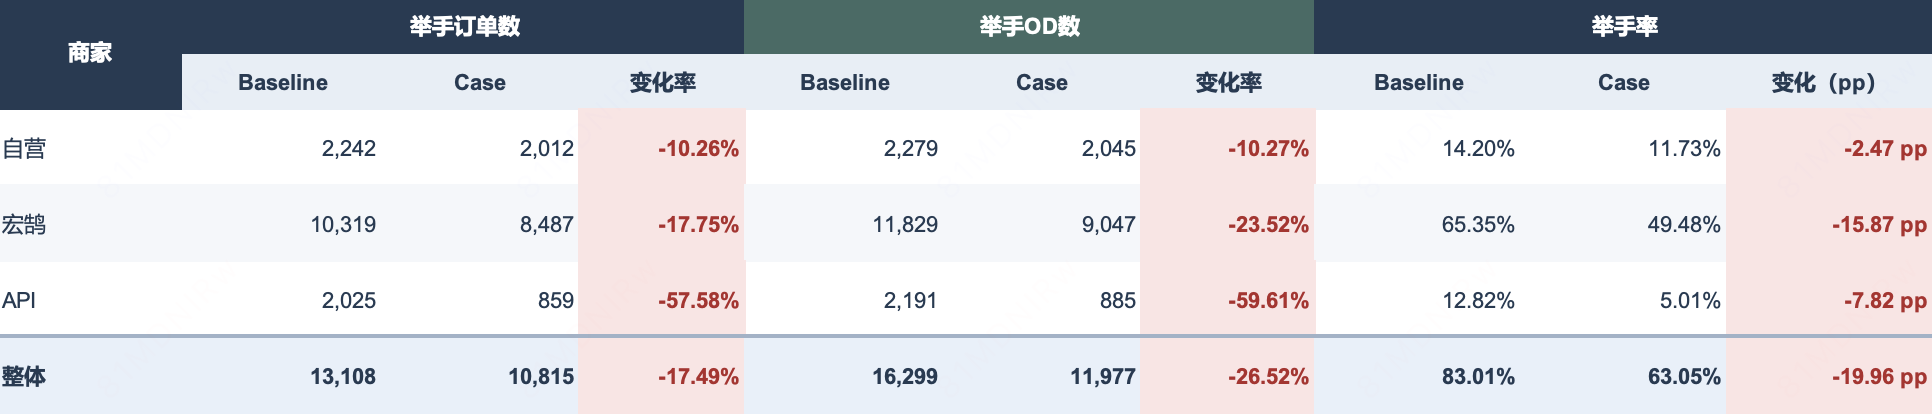 商家 举手订单数 举手OD数 举手率
Baseline Case 变化率 Baseline Case 变化率 Baseline Case 变化（pp）
自营 2,242 2,012 -10.26% 2,279 2,045 -10.27% 14.20% 11.73% -2.47 pp
宏鹄 10,319 8,487 -17.75% 11,829 9,047 -23.52% 65.35% 49.48% -15.87 pp
API 2,025 859 -57.58% 2,191 885 -59.61% 12.82% 5.01% -7.82 pp
整体 13,108 10,815 -17.49% 16,299 11,977 -26.52% 83.01% 63.05% -19.96 pp